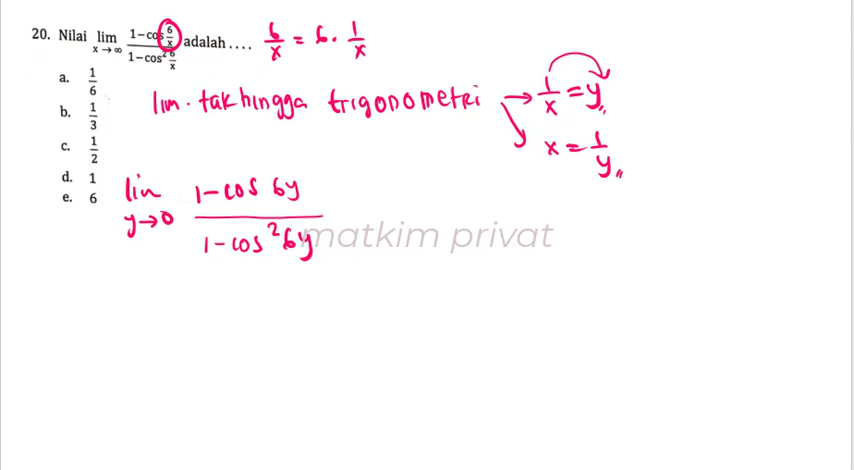 20. Nilai lim x→∞ (1−cos 6/x)/(1−cos² 6/x) adalah ....
6/x = 6 · 1/x
a. 1/6
b. 1/3
c. 1/2
d. 1
e. 6
lim. tak hingga trigonometri → 1/x = y,,
x = 1/y,,
lim y→0 (1−cos 6y)/(1−cos² 6y)
matkim privat